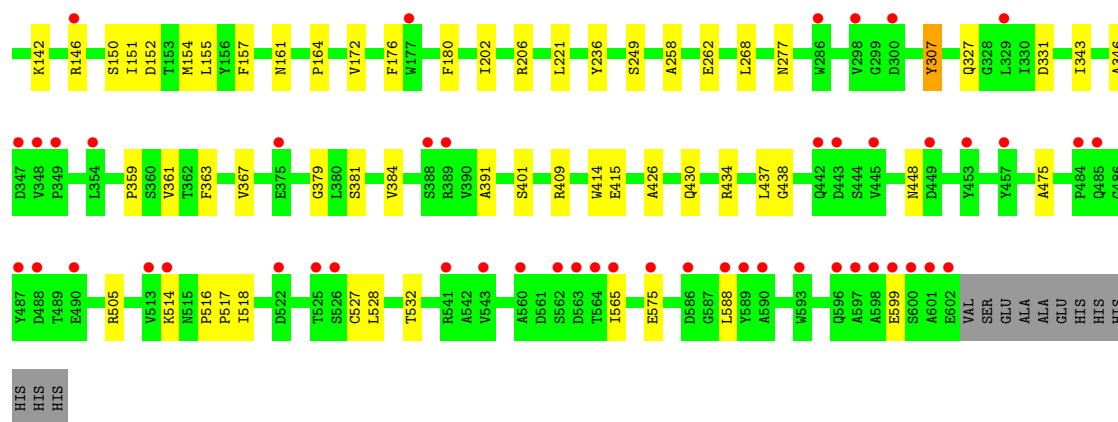 K142 R146 S150 I151 D152 T153 M154 L155 Y156 F157 N161 P164 V172 F176 W177 F180 I202 R206 L221 Y236 S249 A258 E262 L268 N277 W286 V298 G299 D300 Y307 Q327 G328 L329 I330 D331 I343 A346
D347 V348 P349 L354 P359 S360 V361 T362 F363 V367 E375 G379 L380 S381 V384 S388 R389 V390 A391 S401 R409 W414 E415 A426 Q430 R434 L437 G438 Q442 D443 S444 V445 N448 D449 Y453 Y457 A475 P484 Q485 G486
Y487 D488 T489 E490 R505 V513 K514 N515 P516 P517 I518 D522 T525 S526 C527 L528 T532 R541 A542 V543 A560 D561 S562 D563 T564 I565 E575 D586 G587 L588 Y589 A590 W593 Q596 A597 A598 E599 S600 A601 E602 VAL SER GLU ALA ALA GLU HIS HIS HIS
HIS HIS HIS